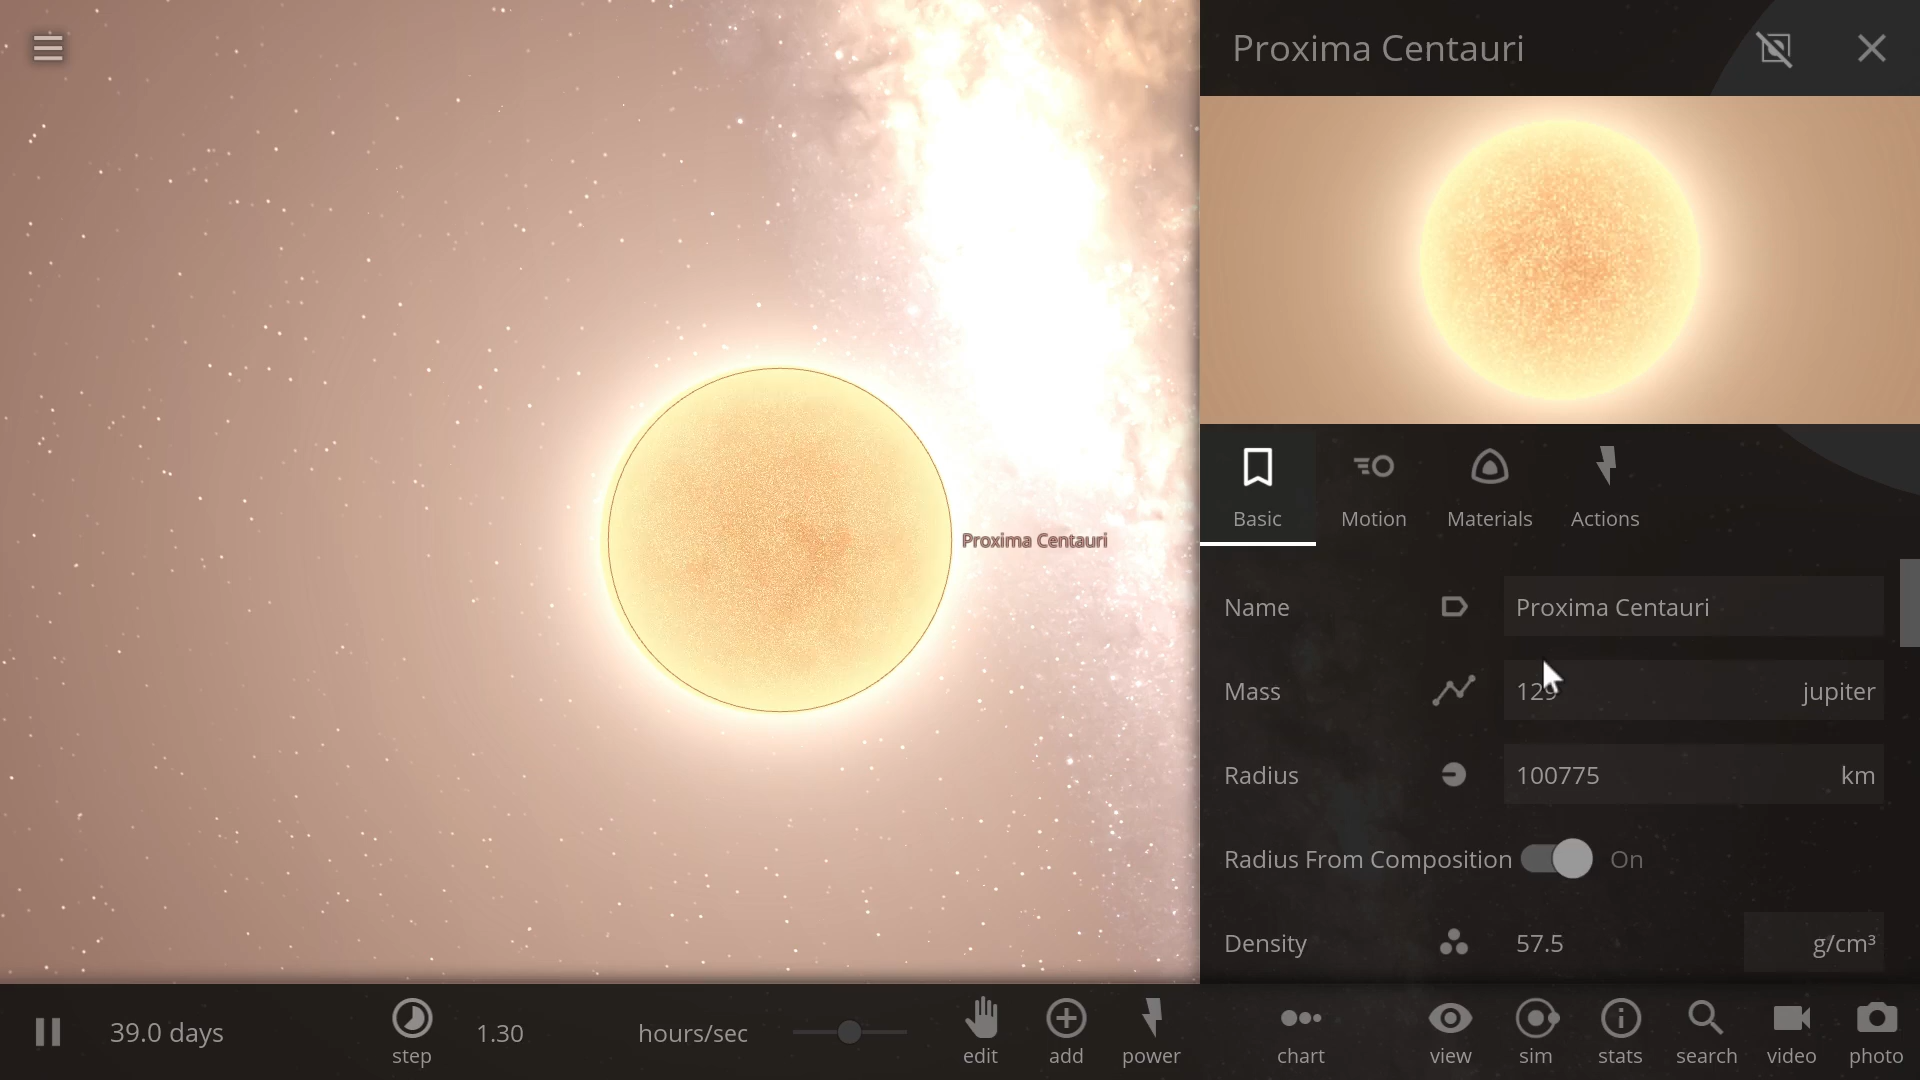 Proxima Centauri
Basic
Motion
Materials
Actions
Proxima Centauri
Name
Proxima Centauri
Mass
129
jupiter
Radius
100775
km
Radius From Composition
On
Density
57.5
g/cm³
39.0 days
step
1.30
hours/sec
edit
add
power
chart
view
sim
stats
search
video
photo